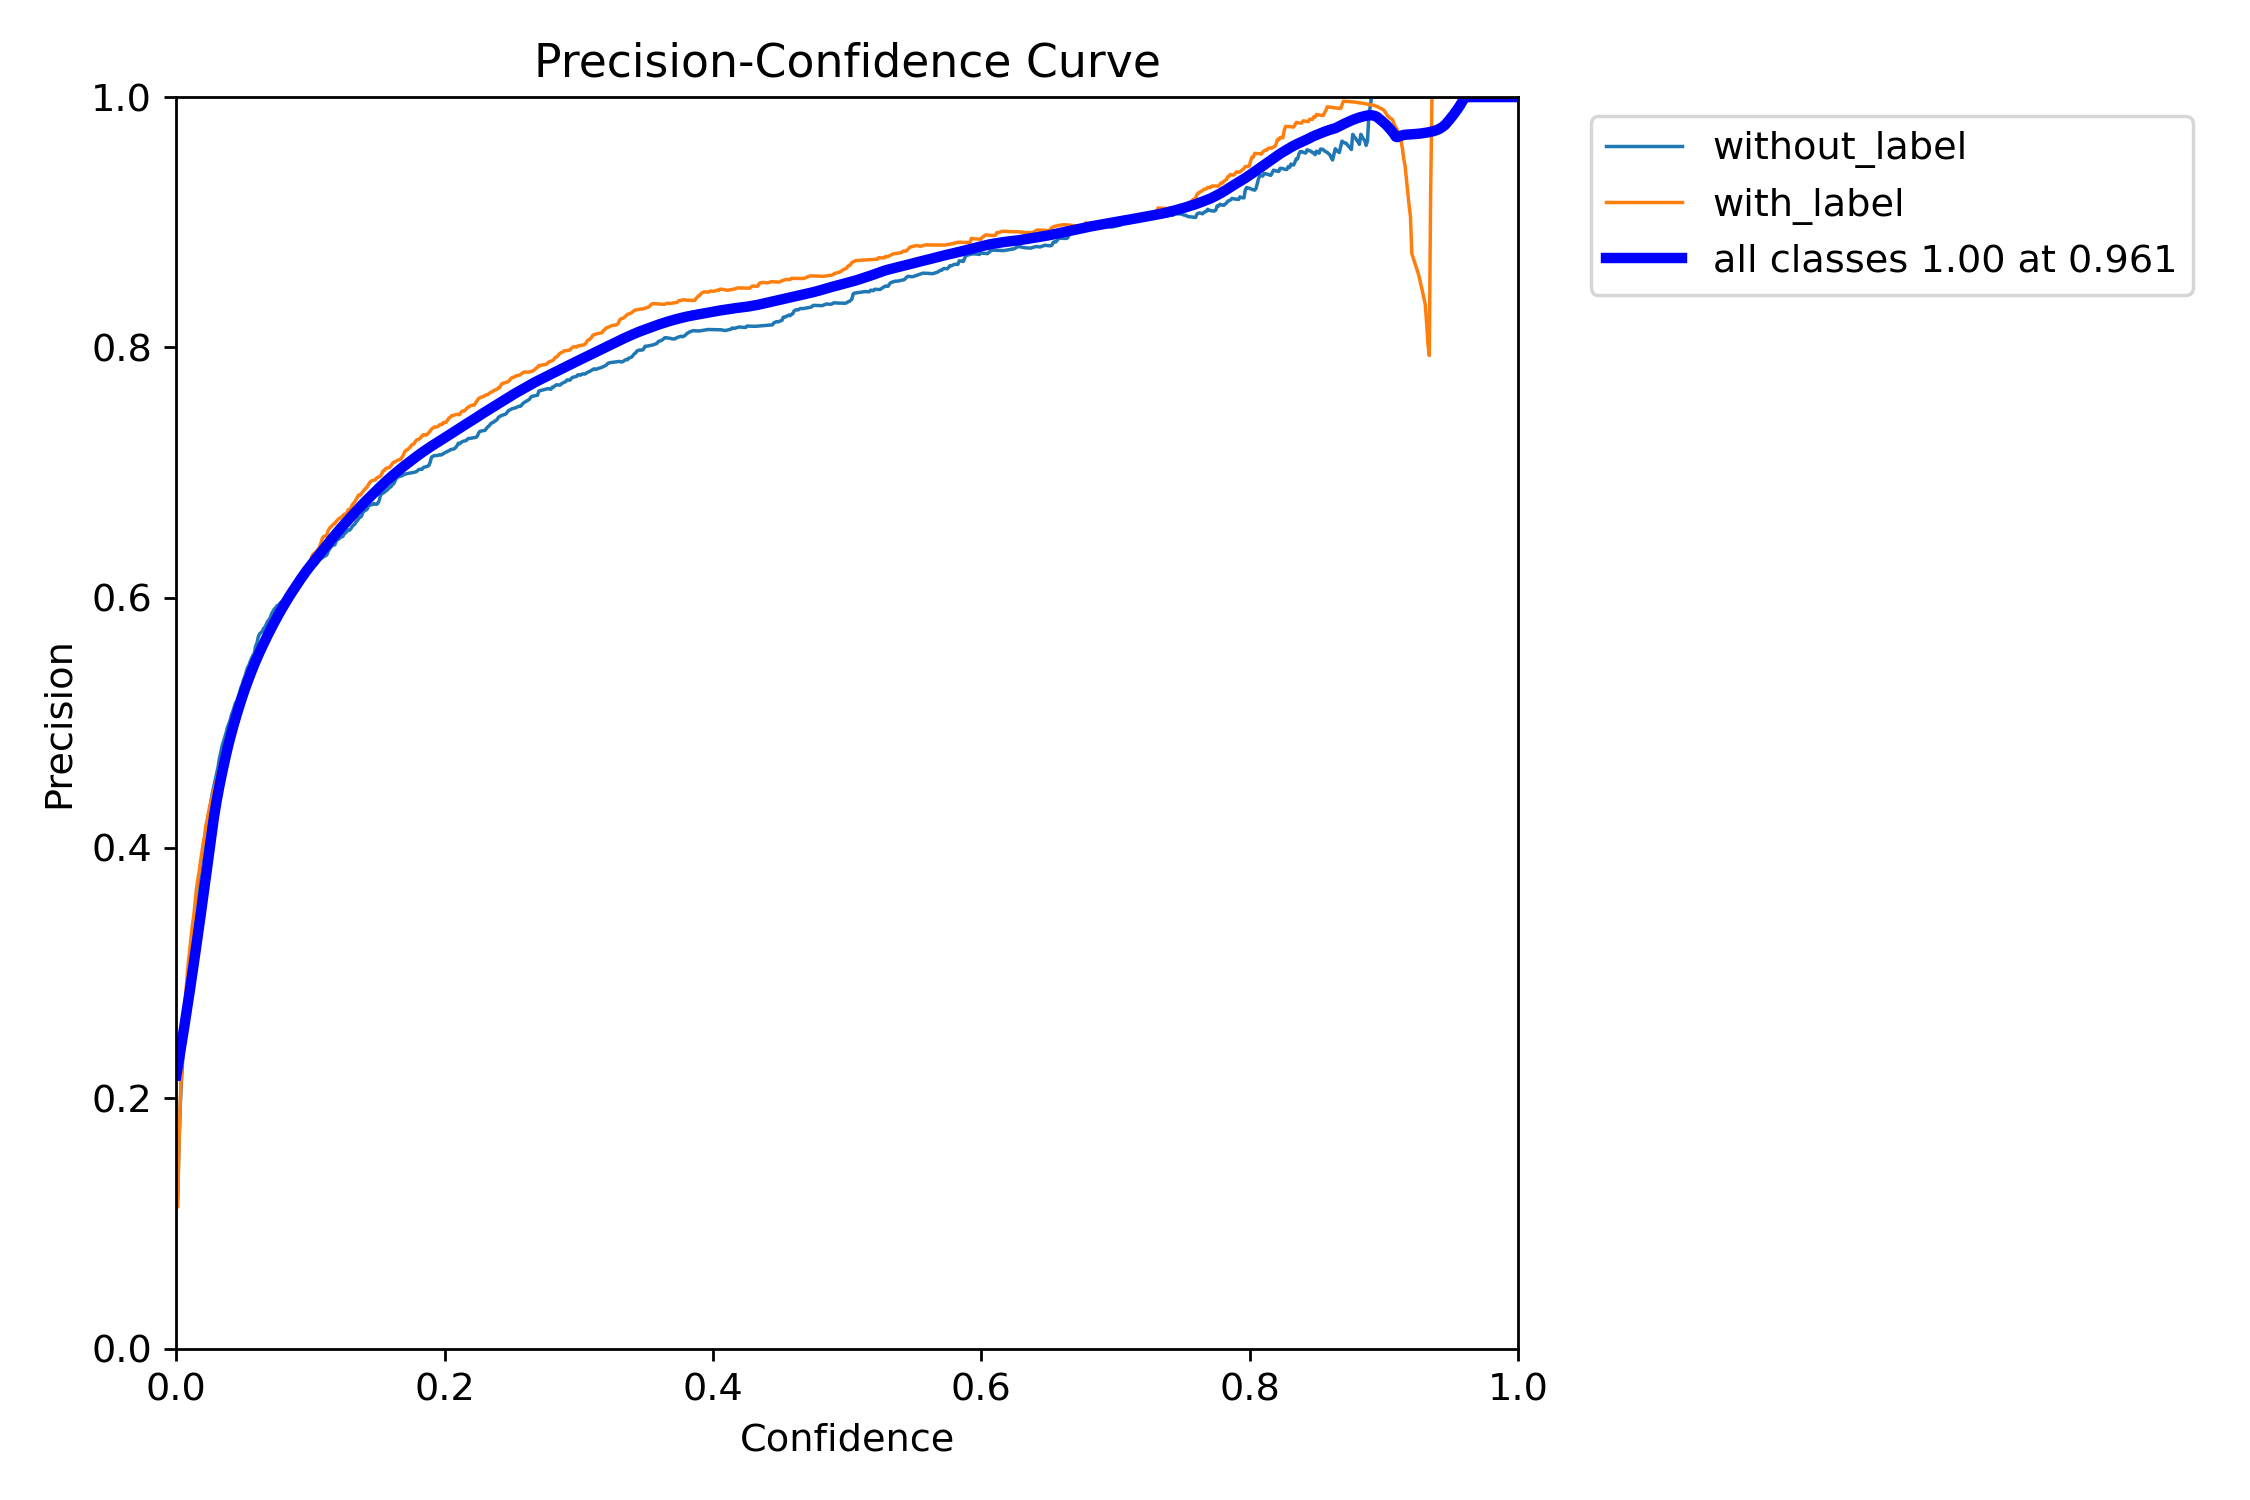 Precision-Confidence Curve
1.0
0.8
0.6
0.4
0.2
0.0
Precision
0.0 0.2 0.4 0.6 0.8 1.0
Confidence
without_label
with_label
all classes 1.00 at 0.961